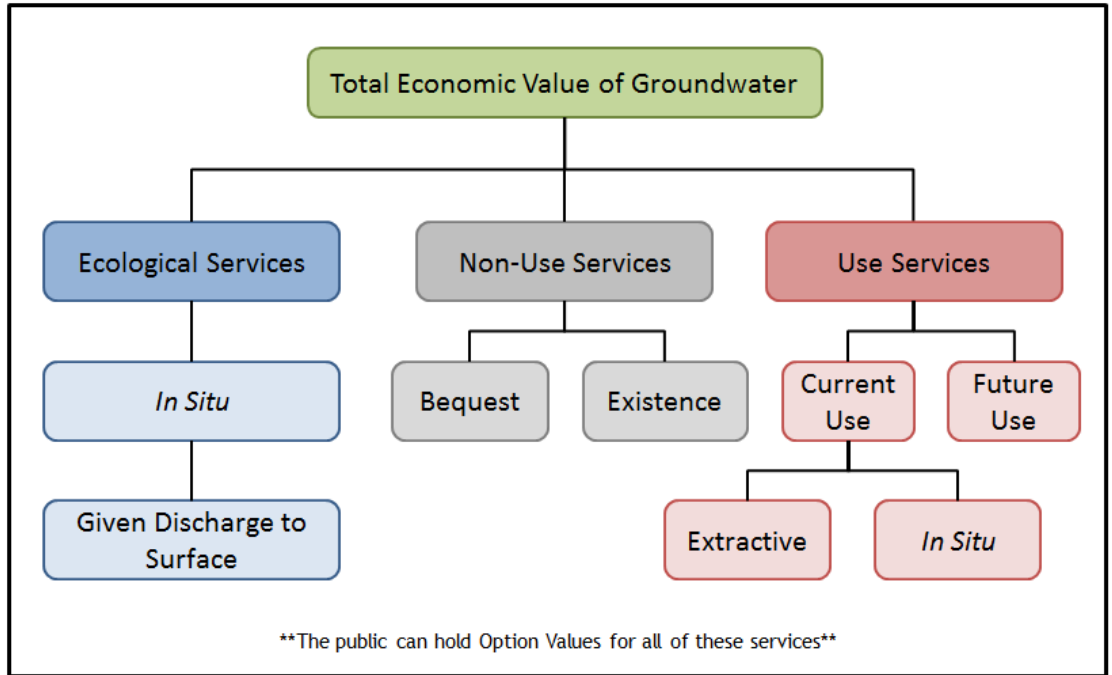 Total Economic Value of Groundwater
Ecological Services
Non-Use Services
Use Services
In Situ
Bequest
Existence
Current
Use
Future
Use
Given Discharge to
Surface
Extractive
In Situ
**The public can hold Option Values for all of these services**